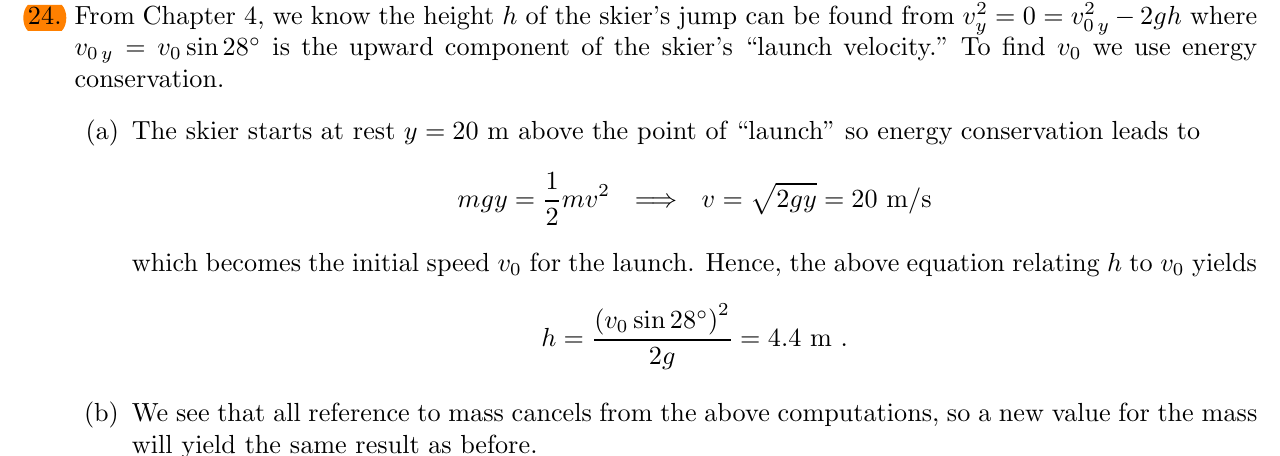 24. From Chapter 4, we know the height h of the skier's jump can be found from v_y^2 = 0 = v_{0 y}^2 − 2gh where
v_{0 y} = v_0 sin 28° is the upward component of the skier's “launch velocity.” To find v_0 we use energy
conservation.
(a) The skier starts at rest y = 20 m above the point of “launch” so energy conservation leads to
mgy = \frac{1}{2}mv^2 ⟹ v = \sqrt{2gy} = 20 m/s
which becomes the initial speed v_0 for the launch. Hence, the above equation relating h to v_0 yields
h = \frac{(v_0 sin 28°)^2}{2g} = 4.4 m .
(b) We see that all reference to mass cancels from the above computations, so a new value for the mass
will yield the same result as before.